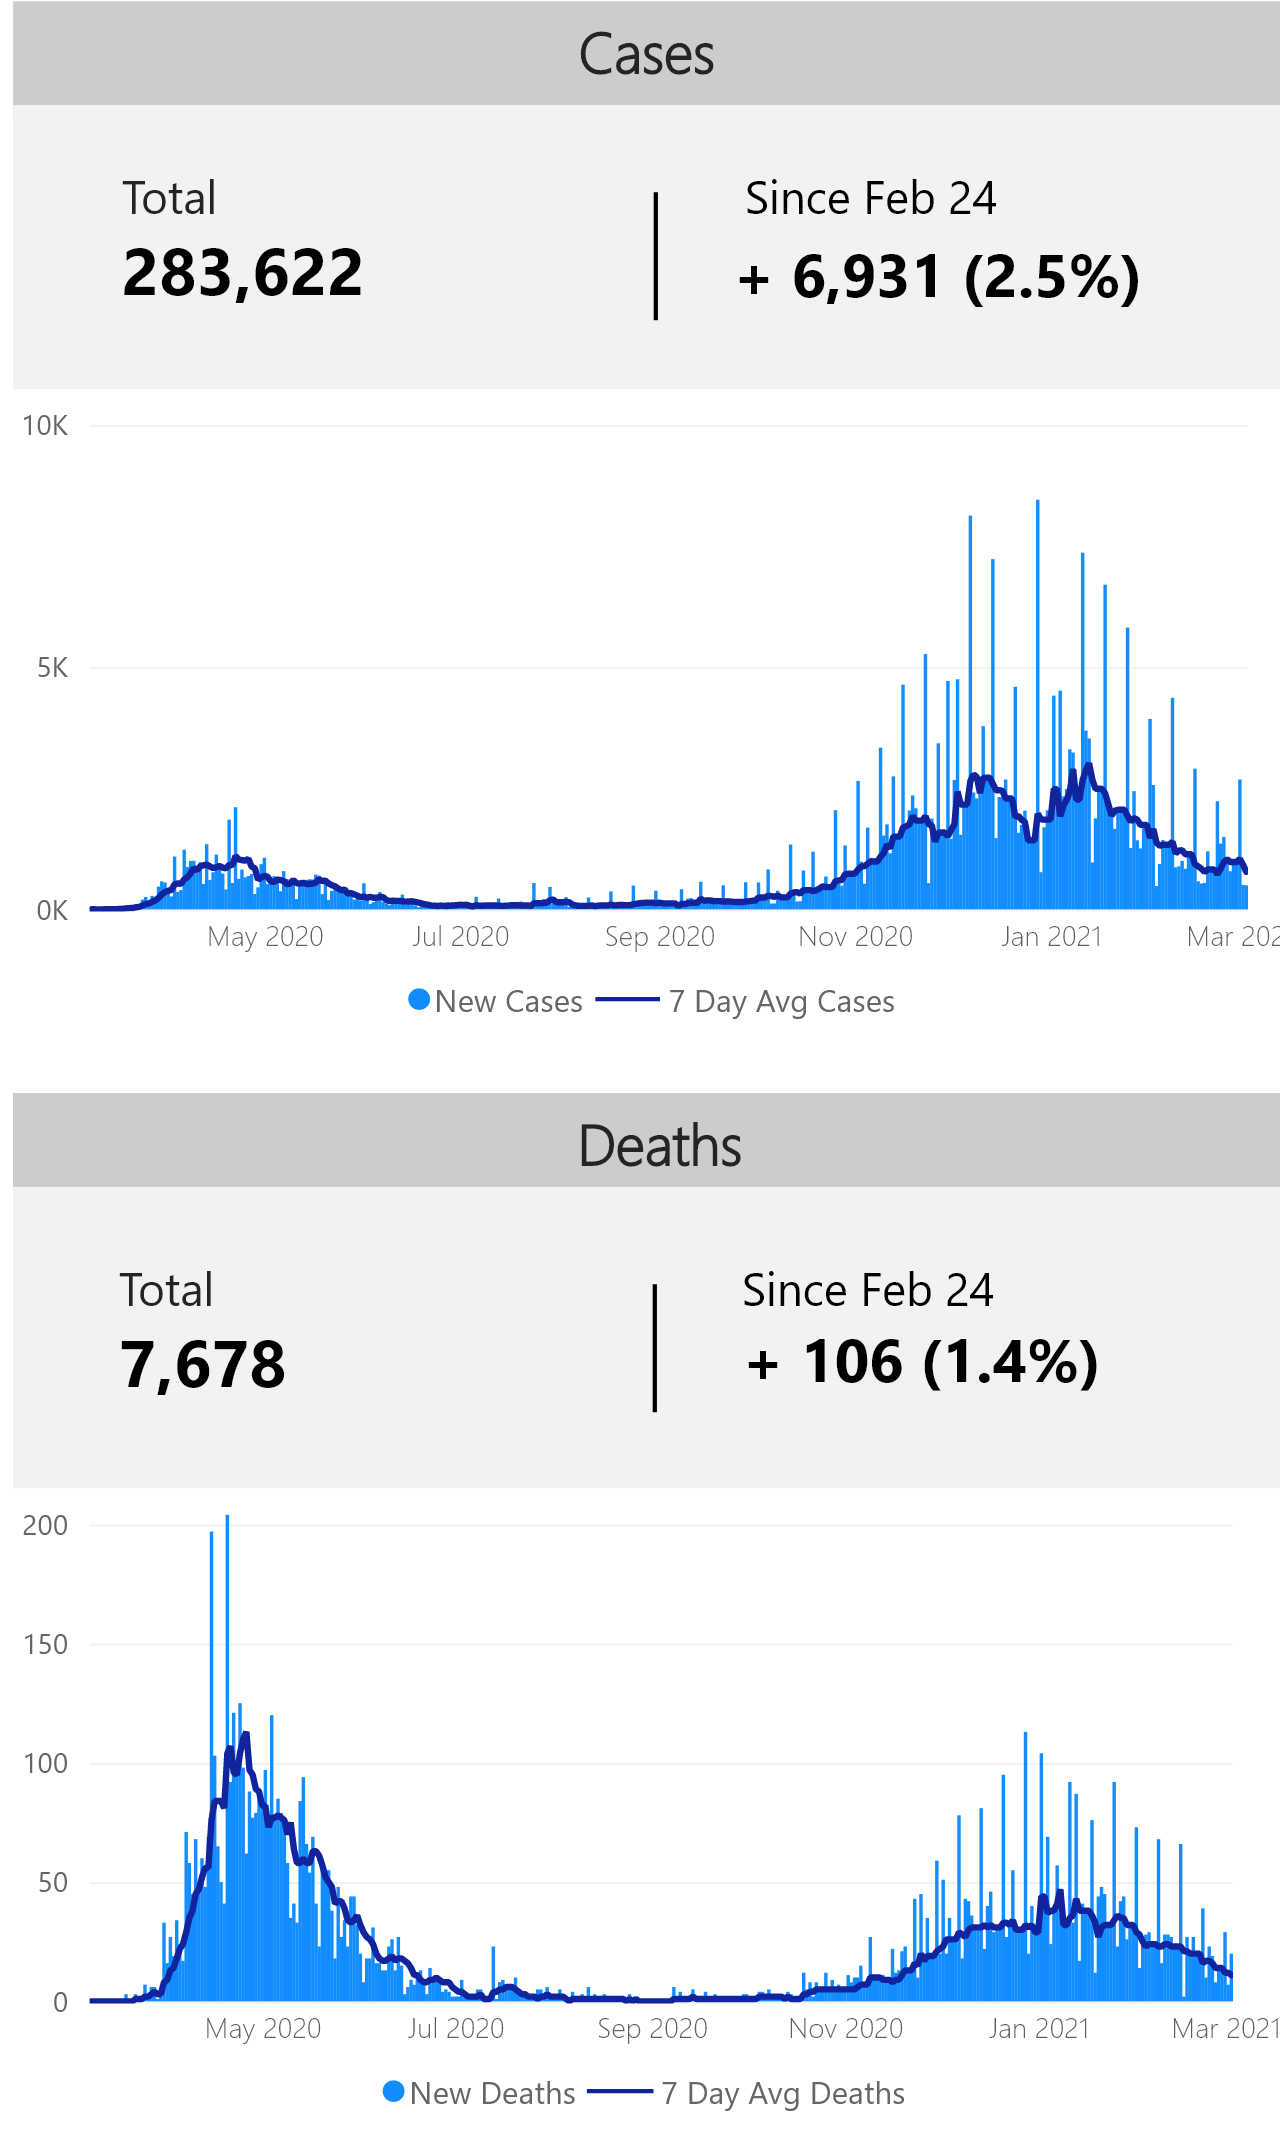 Cases
Total
283,622
Since Feb 24
+ 6,931 (2.5%)
10K
5K
0K
May 2020 Jul 2020 Sep 2020 Nov 2020 Jan 2021 Mar 202
New Cases 7 Day Avg Cases
Deaths
Total
7,678
Since Feb 24
+ 106 (1.4%)
200
150
100
50
0
May 2020 Jul 2020 Sep 2020 Nov 2020 Jan 2021 Mar 2021
New Deaths 7 Day Avg Deaths